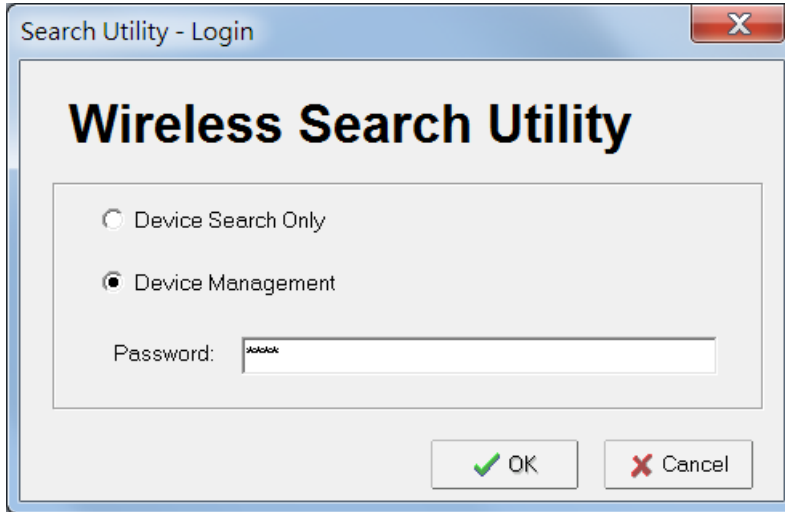 Search Utility - Login
Wireless Search Utility
Device Search Only
Device Management
Password: ****
OK Cancel